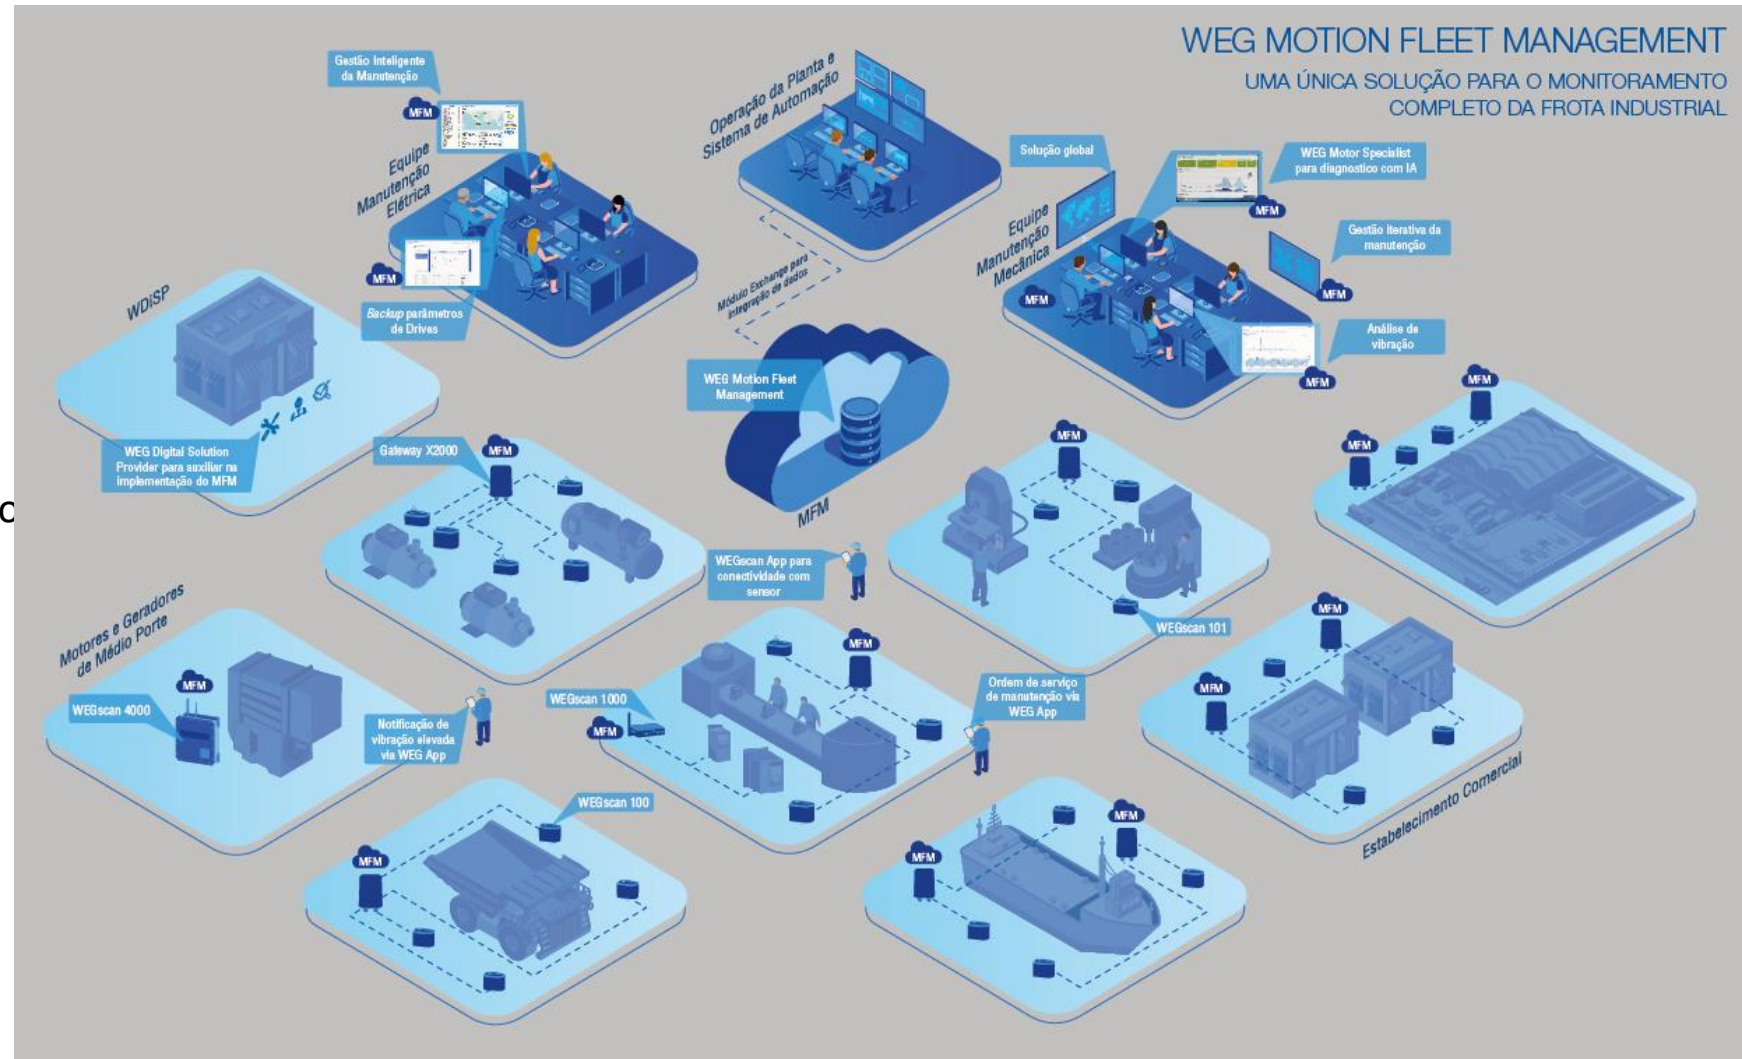 WEG MOTION FLEET MANAGEMENT
UMA ÚNICA SOLUÇÃO PARA O MONITORAMENTO
COMPLETO DA FROTA INDUSTRIAL
Gestão Inteligente
da Manutenção
MFM
Equipe
Manutenção
Elétrica
MFM
Backup parâmetros
de Drives
Operação da Planta e
Sistema de Automação
Módulo Exchange para
integração de dados
Solução global
WEG Motor Specialist
para diagnostico com IA
MFM
Equipe
Manutenção
Mecânica
MFM
Gestão iterativa da
manutenção
MFM
Análise de
vibração
MFM
WDiSP
WEG Digital Solution
Provider para auxiliar na
implementação do MFM
WEG Motion Fleet
Management
MFM
Gateway X2000
MFM
MFM
WEGscan 101
MFM
MFM
WEGscan App para
conectividade com
sensor
Motores e Geradores
de Médio Porte
WEGscan 4000
MFM
Notificação de
vibração elevada
via WEG App
WEGscan 1000
MFM
MFM
Ordem de serviço
de manutenção via
WEG App
MFM
MFM
Estabelecimento Comercial
WEGscan 100
MFM
MFM
MFM